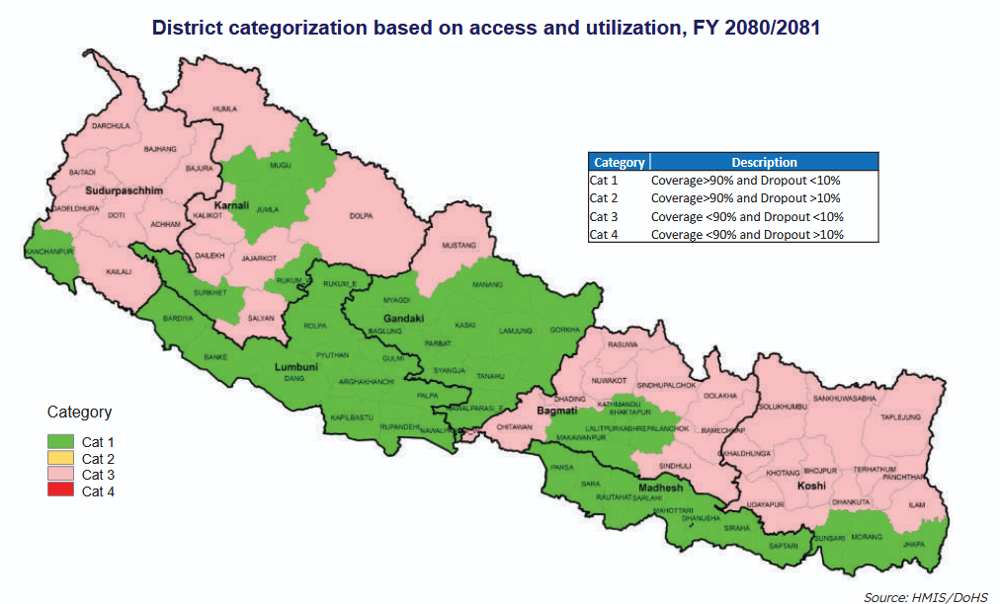 District categorization based on access and utilization, FY 2080/2081
HUMLA
DARCHULA
BAJHANG
MUGU
BAITADI
BAJURA
Sudurpaschhim
Karnali
JUMLA
DADELDHURA
DOTI
KALIKOT
DOLPA
ACHHAM
KANCHANPUR
DAILEKH
JAJARKOT
MUSTANG
KAILALI
SURKHET
RUKUM_W
RUKUM_E
MANANG
MYAGDI
BARDIYA
SALYAN
ROLPA
Gandaki
KASKI
LAMJUNG
GORKHA
BAGLUNG
PARBAT
BANKE
PYUTHAN
GULMI
Lumbuni
DANG
SYANGJA
TANAHU
ARGHAKHANCHI
PALPA
NAWALPARASI_E
KAPILBASTU
RUPANDEHI
RASUWA
NUWAKOT
SINDHUPALCHOK
DHADING
DOLAKHA
KATHMANDU
BHAKTAPUR
Bagmati
CHITAWAN
LALITPUR
KABHREPALANCHOK
RAMECHHAP
MAKAWANPUR
SINDHULI
SOLUKHUMBU
SANKHUWASABHA
TAPLEJUNG
OKHALDHUNGA
KHOTANG
BHOJPUR
TERHATHUM
PANCHTHAR
Koshi
DHANKUTA
ILAM
UDAYAPUR
PARSA
BARA
Madhesh
RAUTAHAT
SARLAHI
MAHOTTARI
DHANUSHA
SIRAHA
SAPTARI
SUNSARI
MORANG
JHAPA
Category Description
Cat 1 Coverage>90% and Dropout <10%
Cat 2 Coverage>90% and Dropout >10%
Cat 3 Coverage <90% and Dropout <10%
Cat 4 Coverage <90% and Dropout >10%
Category
Cat 1
Cat 2
Cat 3
Cat 4
Source: HMIS/DoHS